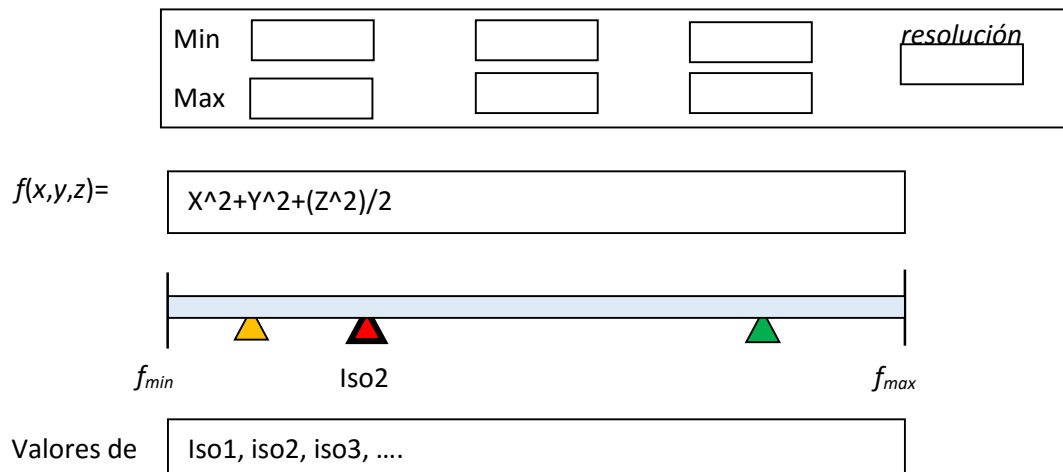 Min resolución
Max
f(x,y,z)= X^2+Y^2+(Z^2)/2
fmin Iso2 fmax
Valores de Iso1, iso2, iso3, ....